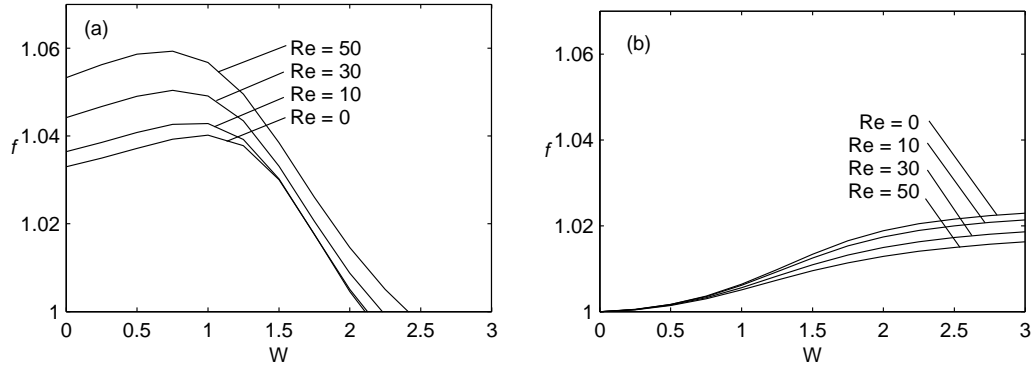 (a)
1.06
1.04
1.02
1
f
Re = 50
Re = 30
Re = 10
Re = 0
0 0.5 1 1.5 2 2.5 3
W
(b)
1.06
1.04
1.02
1
f
Re = 0
Re = 10
Re = 30
Re = 50
0 0.5 1 1.5 2 2.5 3
W